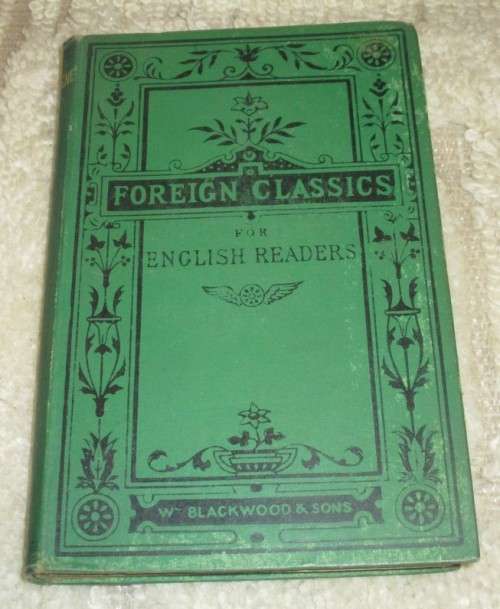 FOREIGN CLASSICS
FOR
ENGLISH READERS
Wm BLACKWOOD & SONS